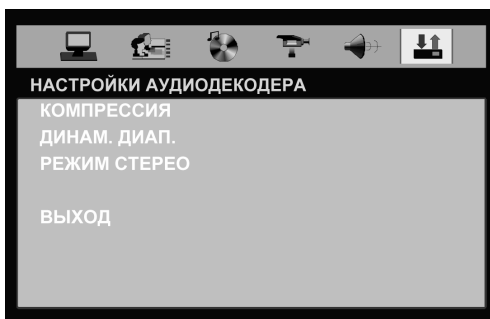 НАСТРОЙКИ АУДИОДЕКОДЕРА
КОМПРЕССИЯ
ДИНАМ. ДИАП.
РЕЖИМ СТЕРЕО
ВЫХОД